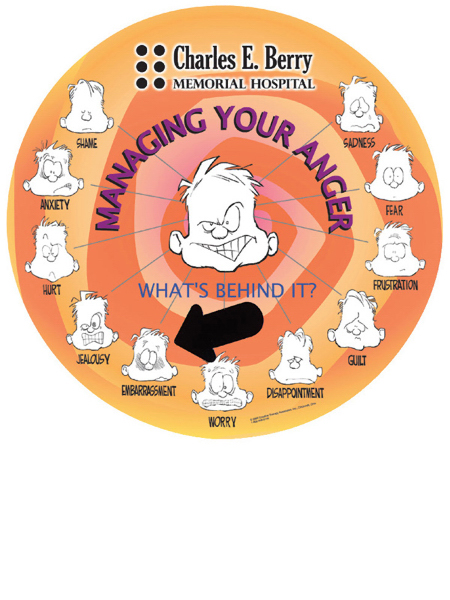 Charles E. Berry
MEMORIAL HOSPITAL
MANAGING YOUR ANGER
SHAME
SADNESS
ANXIETY
FEAR
HURT
FRUSTRATION
WHAT'S BEHIND IT?
JEALOUSY
GUILT
EMBARRASSMENT
DISAPPOINTMENT
WORRY